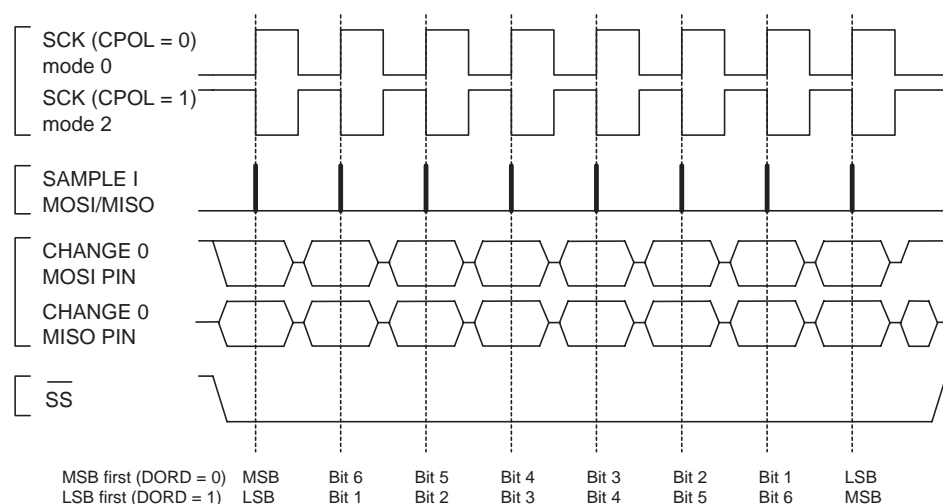 SCK (CPOL = 0)
mode 0
SCK (CPOL = 1)
mode 2
SAMPLE I
MOSI/MISO
CHANGE 0
MOSI PIN
CHANGE 0
MISO PIN
SS
MSB first (DORD = 0) MSB Bit 6 Bit 5 Bit 4 Bit 3 Bit 2 Bit 1 LSB
LSB first (DORD = 1) LSB Bit 1 Bit 2 Bit 3 Bit 4 Bit 5 Bit 6 MSB